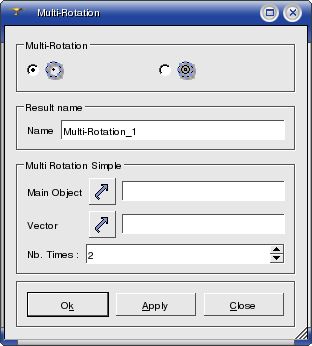 Multi-Rotation
Multi-Rotation
Result name
Name Multi-Rotation_1
Multi Rotation Simple
Main Object
Vector
Nb. Times : 2
Ok Apply Close